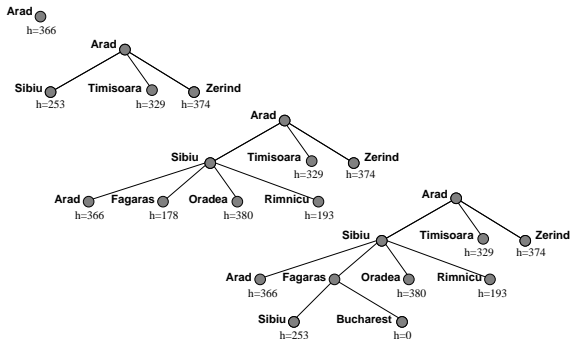 Arad
h=366
Arad
Sibiu Timisoara Zerind
h=253 h=329 h=374
Arad
Sibiu Timisoara Zerind
h=329 h=374
Arad Fagaras Oradea Rimnicu
h=366 h=178 h=380 h=193
Arad
Sibiu Timisoara Zerind
h=329 h=374
Arad Fagaras Oradea Rimnicu
h=366 h=380 h=193
Sibiu Bucharest
h=253 h=0